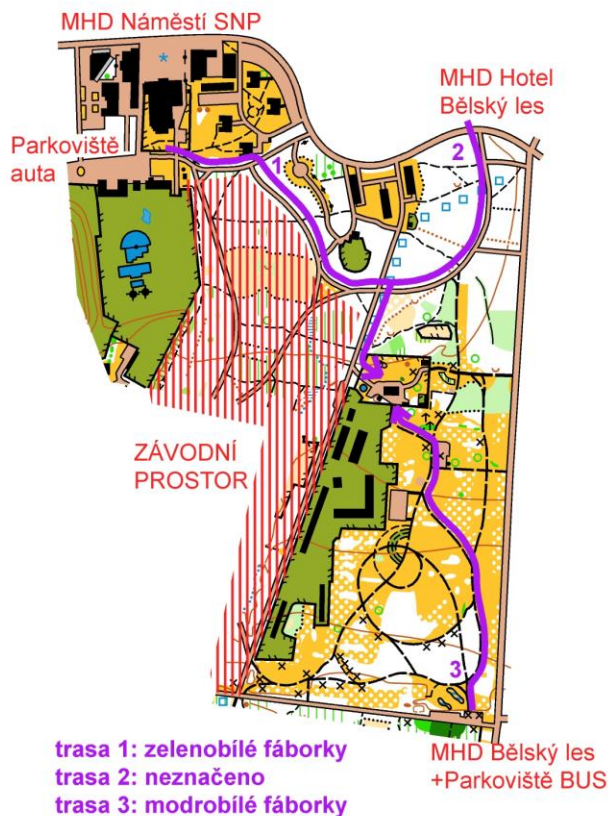 MHD Náměstí SNP
MHD Hotel
Bělský les
Parkoviště
auta
1
2
ZÁVODNÍ
PROSTOR
3
trasa 1: zelenobílé fáborky
trasa 2: neznačeno
trasa 3: modrobílé fáborky
MHD Bělský les
+Parkoviště BUS